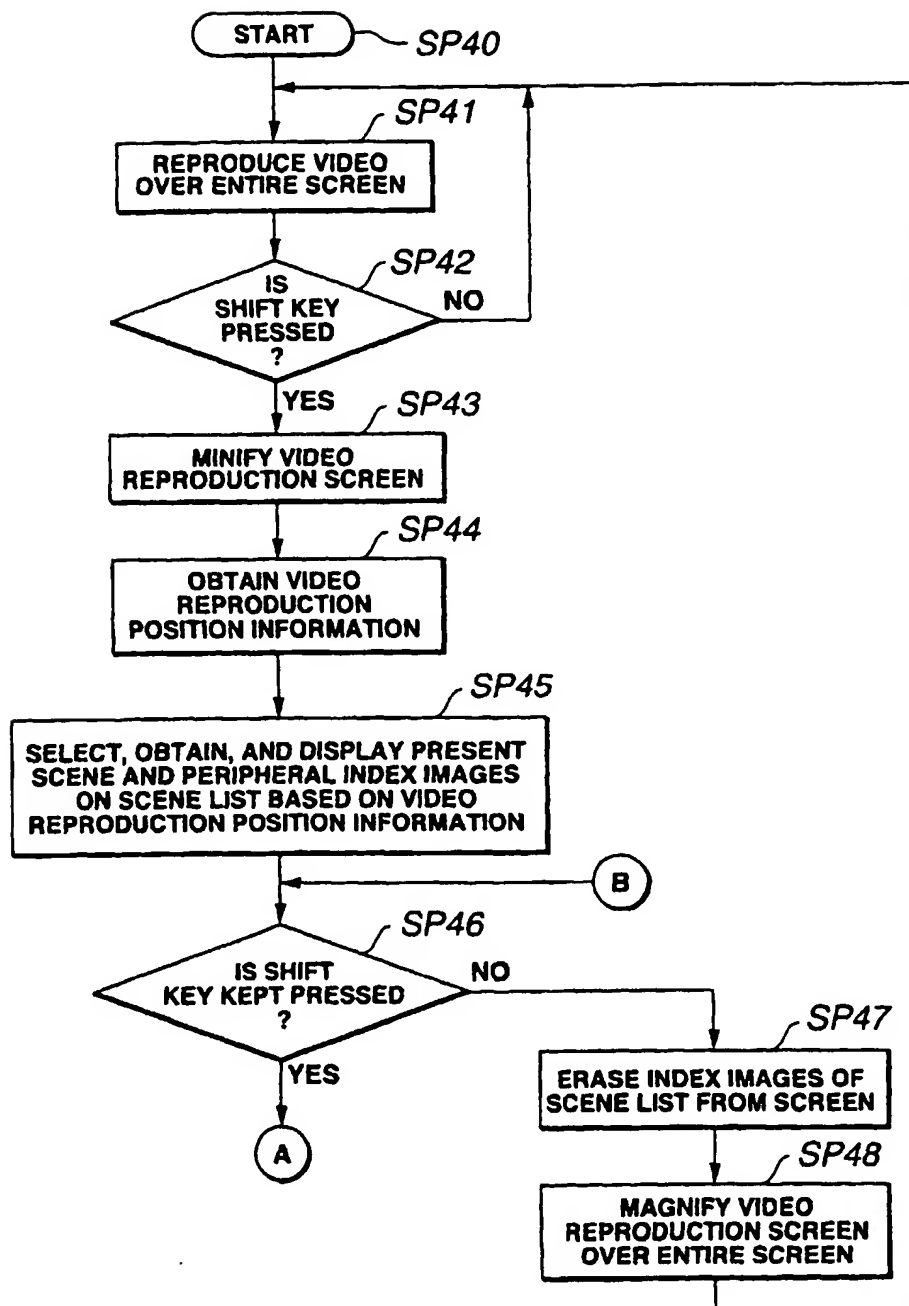 START
SP40
SP41
REPRODUCE VIDEO
OVER ENTIRE SCREEN
SP42
IS
SHIFT KEY
PRESSED
?
NO
YES
SP43
MINIFY VIDEO
REPRODUCTION SCREEN
SP44
OBTAIN VIDEO
REPRODUCTION
POSITION INFORMATION
SP45
SELECT, OBTAIN, AND DISPLAY PRESENT
SCENE AND PERIPHERAL INDEX IMAGES
ON SCENE LIST BASED ON VIDEO
REPRODUCTION POSITION INFORMATION
B
SP46
IS SHIFT
KEY KEPT PRESSED
?
NO
YES
A
SP47
ERASE INDEX IMAGES OF
SCENE LIST FROM SCREEN
SP48
MAGNIFY VIDEO
REPRODUCTION SCREEN
OVER ENTIRE SCREEN